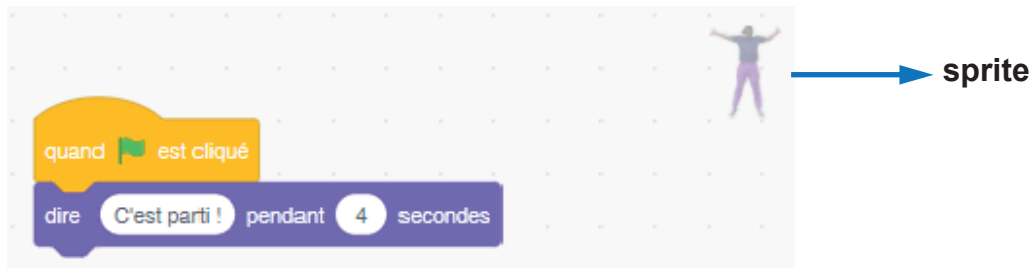 sprite
quand est cliqué
dire C'est parti ! pendant 4 secondes